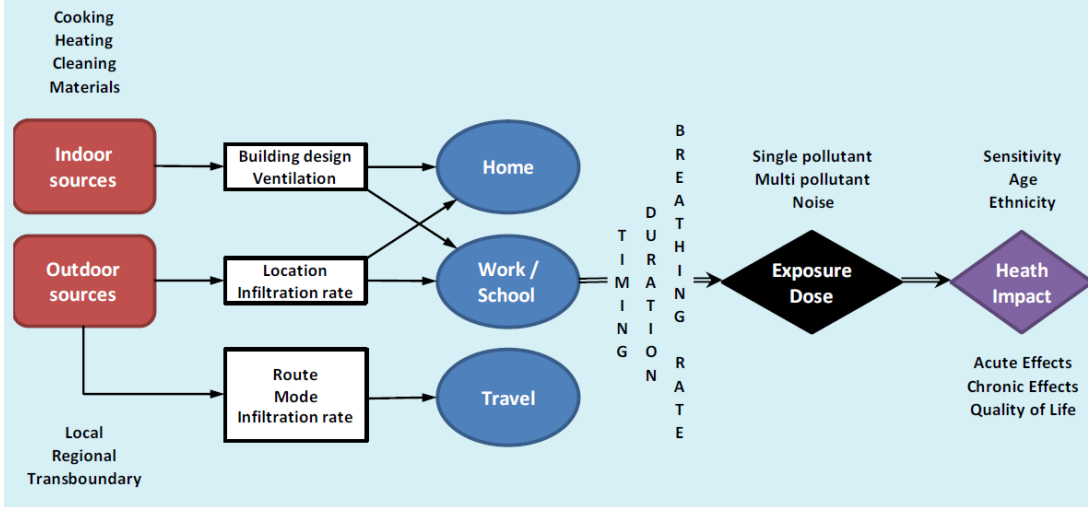 Cooking
Heating
Cleaning
Materials
Indoor
sources
Building design
Ventilation
Home
Outdoor
sources
Location
Infiltration rate
Work /
School
Route
Mode
Infiltration rate
Travel
Local
Regional
Transboundary
TIMING
DURATION
BREATHING RATE
Single pollutant
Multi pollutant
Noise
Exposure
Dose
Sensitivity
Age
Ethnicity
Heath
Impact
Acute Effects
Chronic Effects
Quality of Life